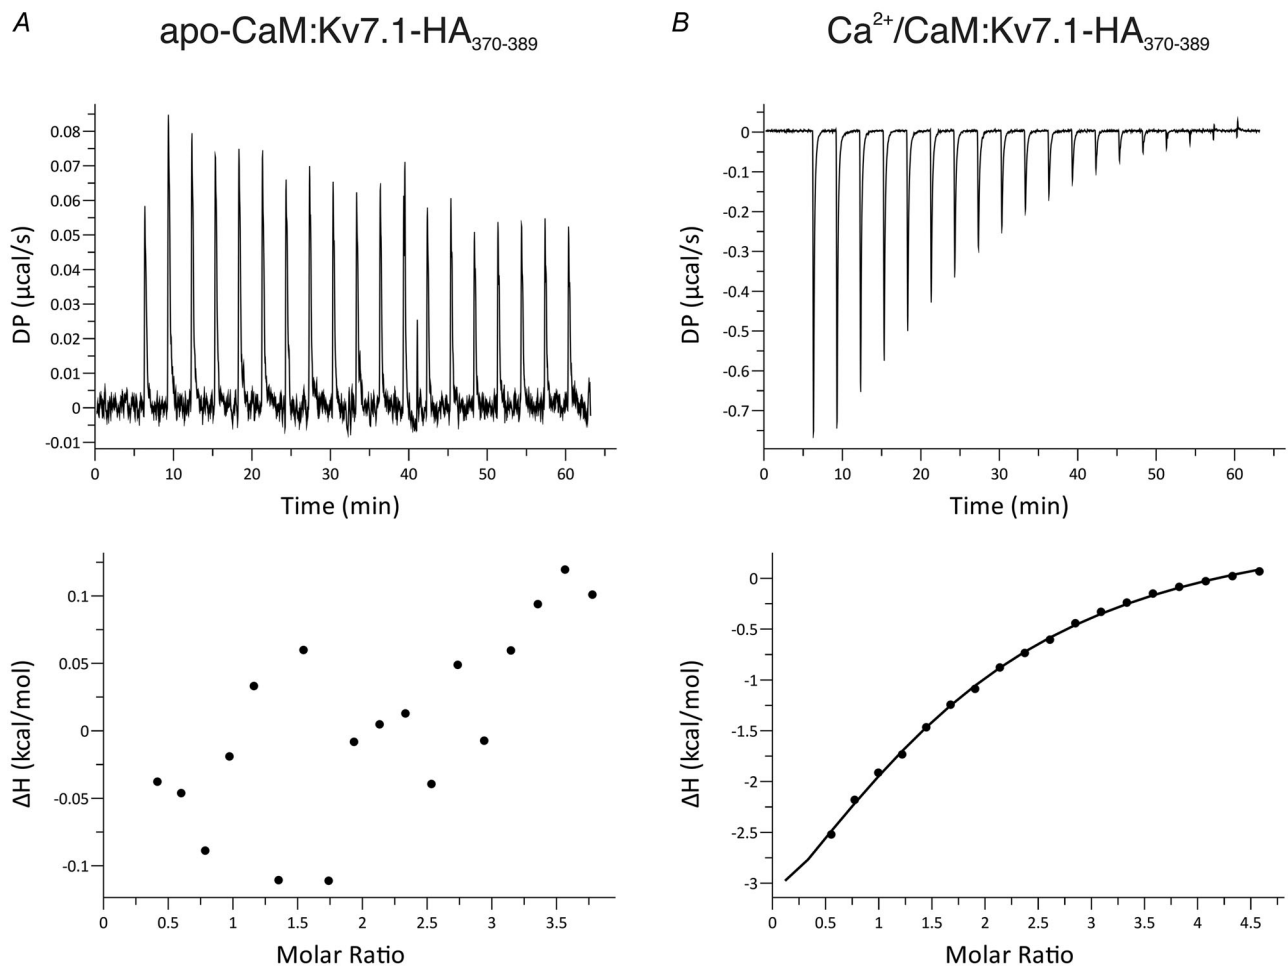 A
apo-CaM:Kv7.1-HA370-389
B
Ca2+/CaM:Kv7.1-HA370-389
DP (µcal/s)
0.08
0.07
0.06
0.05
0.04
0.03
0.02
0.01
0
-0.01
0 10 20 30 40 50 60
Time (min)
DP (µcal/s)
0
-0.1
-0.2
-0.3
-0.4
-0.5
-0.6
-0.7
0 10 20 30 40 50 60
Time (min)
ΔH (kcal/mol)
0.1
0.05
0
-0.05
-0.1
0 0.5 1 1.5 2 2.5 3 3.5
Molar Ratio
ΔH (kcal/mol)
0
-0.5
-1
-1.5
-2
-2.5
-3
0 0.5 1 1.5 2 2.5 3 3.5 4 4.5
Molar Ratio